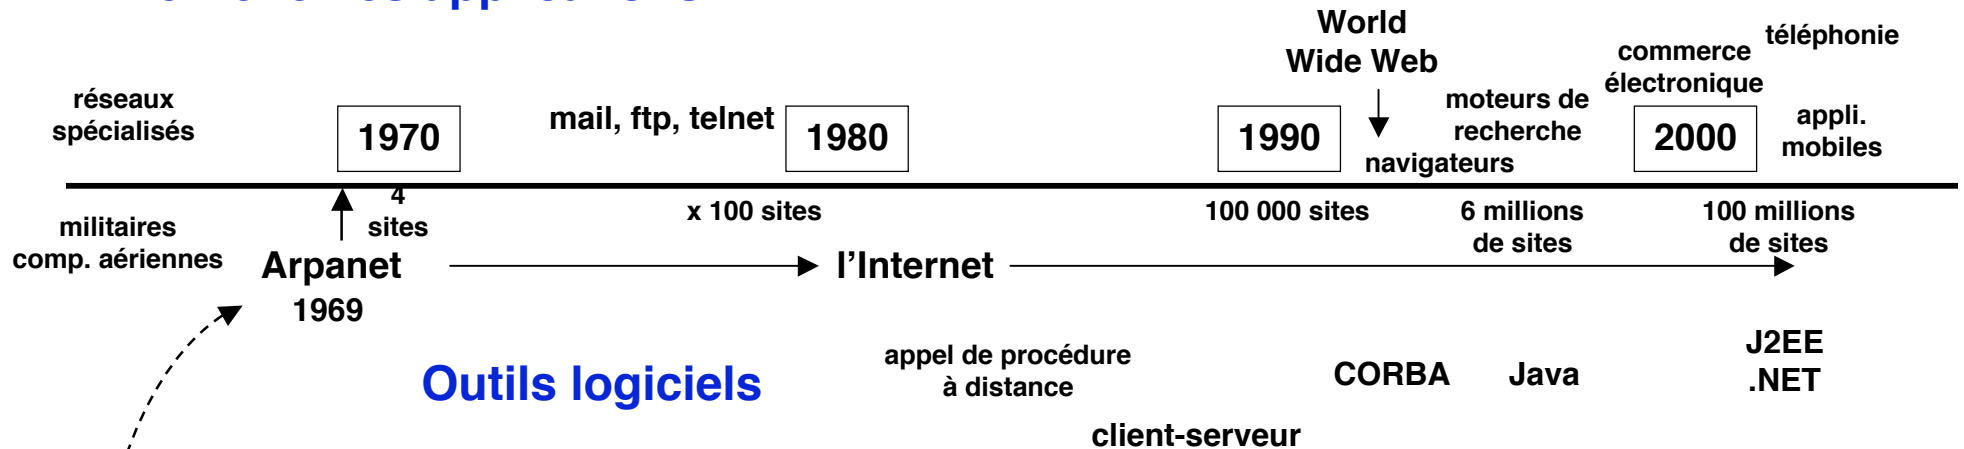 applications
World
Wide Web
commerce
électronique
téléphonie
réseaux
spécialisés
1970
mail, ftp, telnet
1980
1990
navigateurs
moteurs de
recherche
2000
appli.
mobiles
militaires
comp. aériennes
4
sites
x 100 sites
100 000 sites
6 millions
de sites
100 millions
de sites
Arpanet
1969
l'Internet
Outils logiciels
appel de procédure
à distance
client-serveur
CORBA
Java
J2EE
.NET